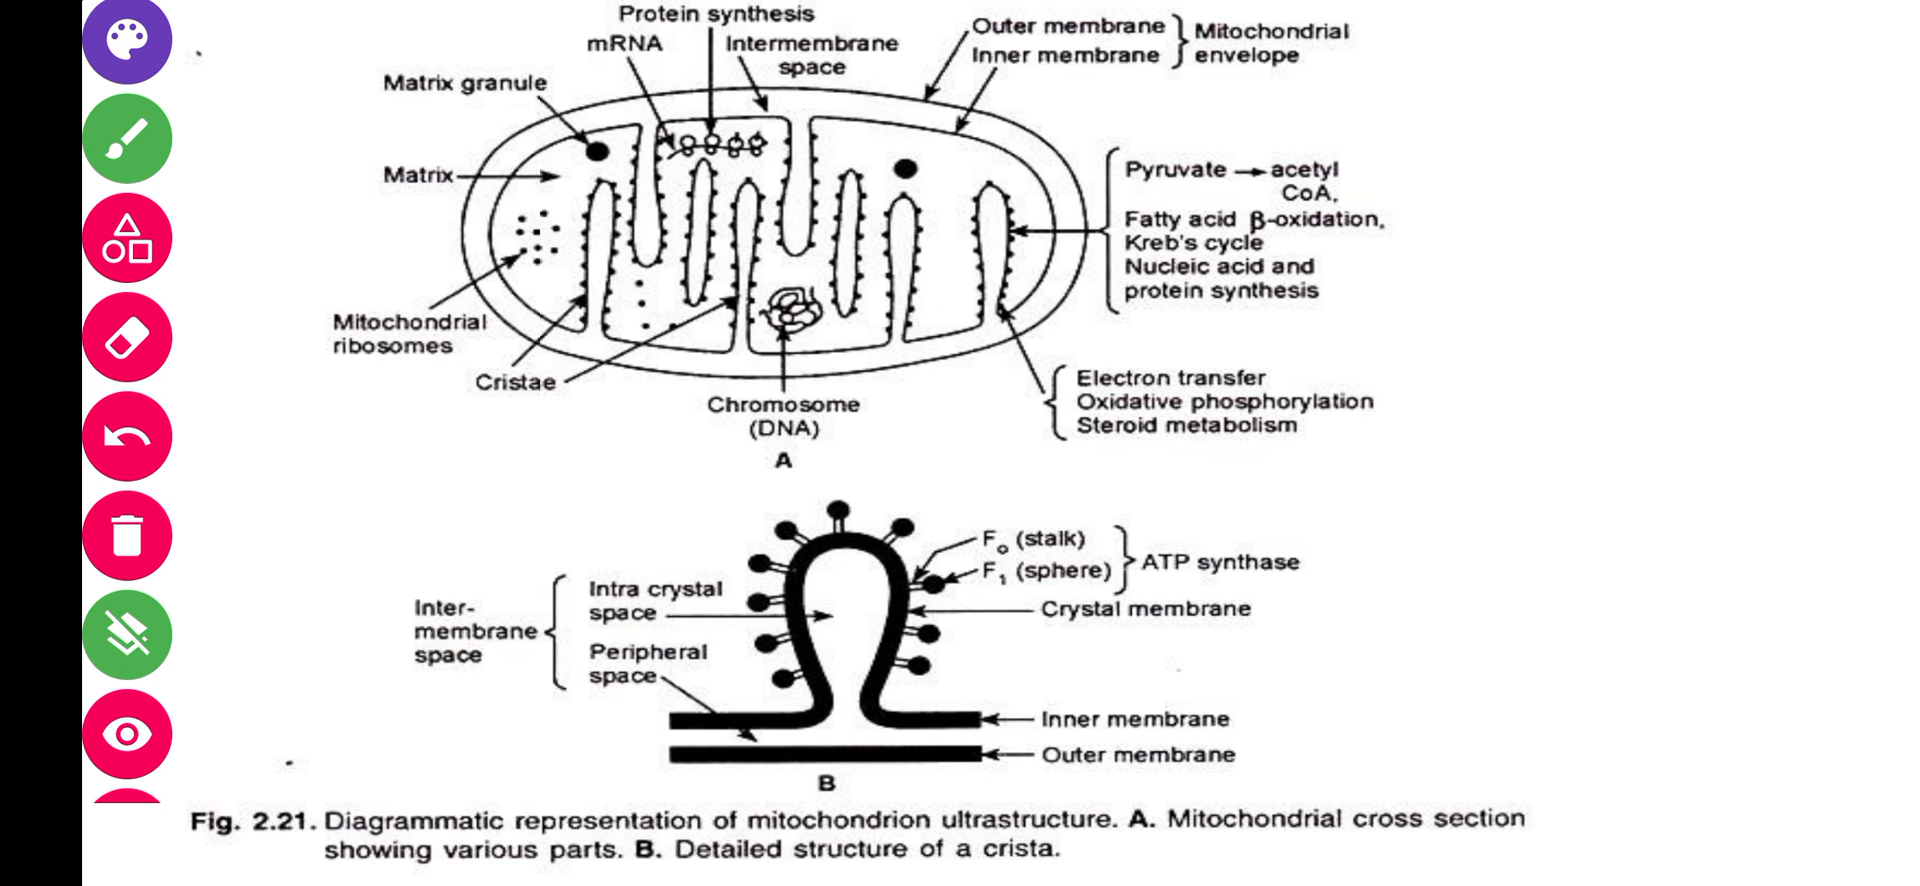 Protein synthesis
mRNA
Intermembrane
space
Outer membrane
Inner membrane
Mitochondrial
envelope
Matrix granule
Matrix
Pyruvate → acetyl
CoA,
Fatty acid β-oxidation,
Kreb's cycle
Nucleic acid and
protein synthesis
Mitochondrial
ribosomes
Cristae
Chromosome
(DNA)
Electron transfer
Oxidative phosphorylation
Steroid metabolism
A
Fo (stalk)
F1 (sphere)
ATP synthase
Intra crystal
space
Inter-
membrane
space
Crystal membrane
Peripheral
space
Inner membrane
Outer membrane
B
Fig. 2.21. Diagrammatic representation of mitochondrion ultrastructure. A. Mitochondrial cross section
showing various parts. B. Detailed structure of a crista.